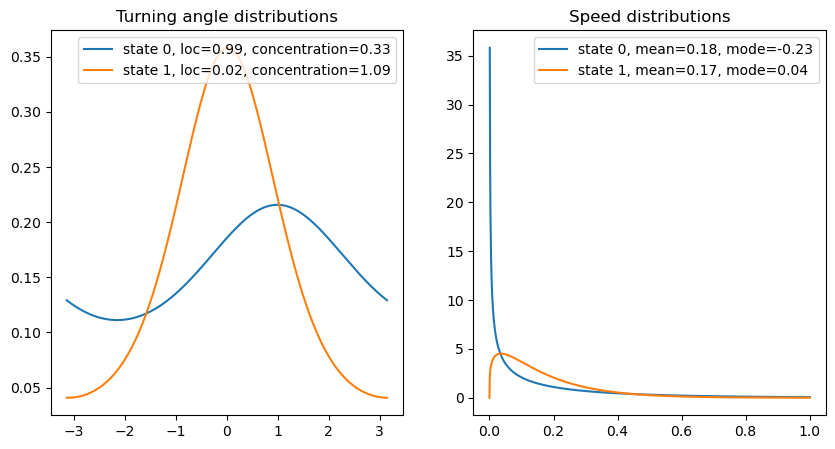 Turning angle distributions
state 0, loc=0.99, concentration=0.33
state 1, loc=0.02, concentration=1.09
0.35
0.30
0.25
0.20
0.15
0.10
0.05
−3 −2 −1 0 1 2 3
Speed distributions
state 0, mean=0.18, mode=-0.23
state 1, mean=0.17, mode=0.04
35
30
25
20
15
10
5
0
0.0 0.2 0.4 0.6 0.8 1.0